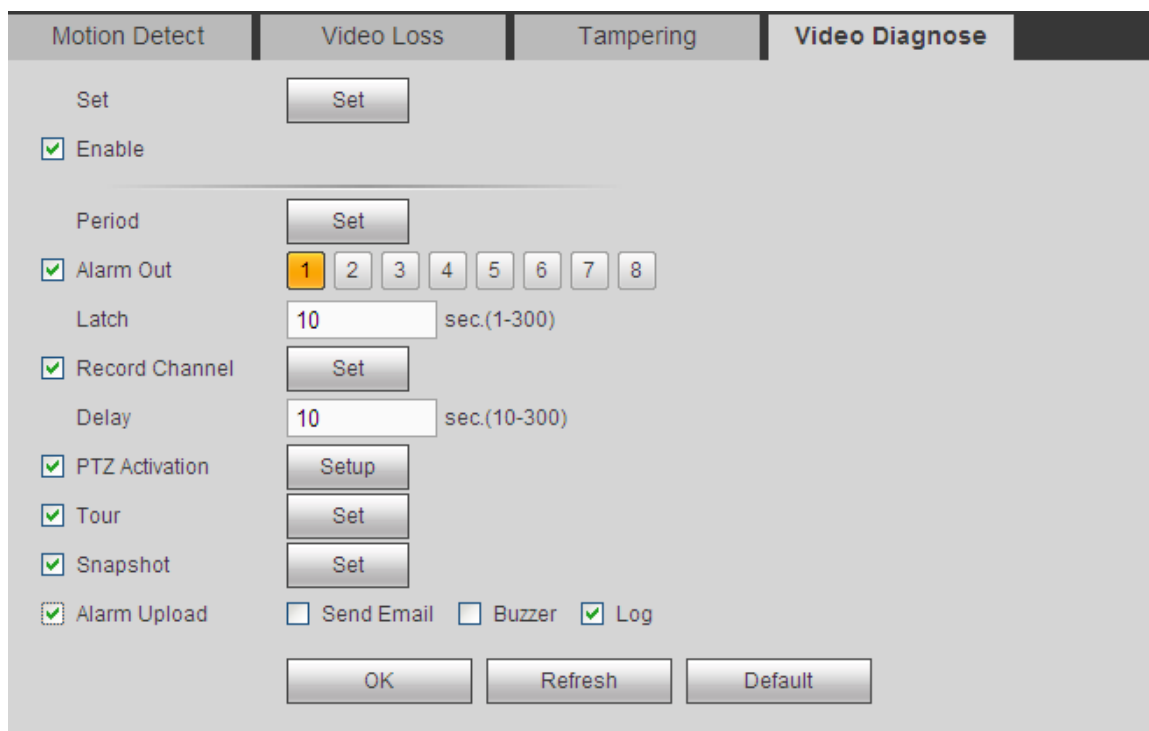 Motion Detect Video Loss Tampering Video Diagnose
Set Set
Enable
Period Set
Alarm Out 1 2 3 4 5 6 7 8
Latch 10 sec.(1-300)
Record Channel Set
Delay 10 sec.(10-300)
PTZ Activation Setup
Tour Set
Snapshot Set
Alarm Upload Send Email Buzzer Log
OK Refresh Default